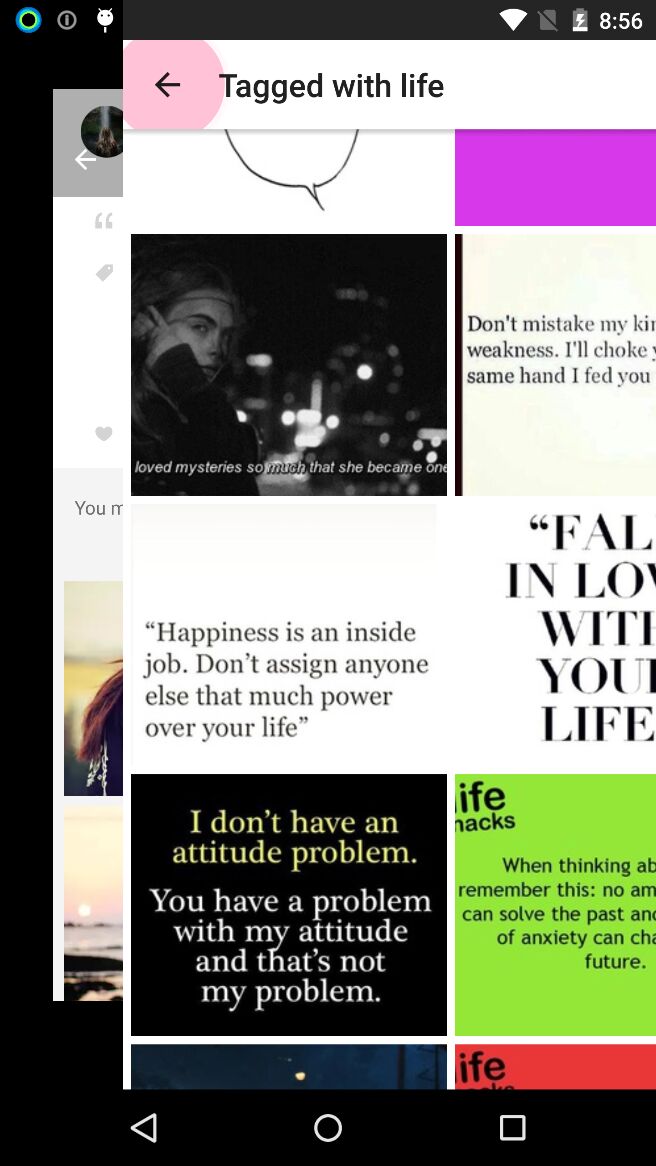 8:56
Tagged with life
You m
loved mysteries so much that she became one
Don't mistake my kin
weakness. I'll choke y
same hand I fed you
“Happiness is an inside
job. Don’t assign anyone
else that much power
over your life”
“FAL
IN LOV
WITH
YOU
LIFE
I don’t have an
attitude problem.
You have a problem
with my attitude
and that’s not
my problem.
life
hacks
When thinking ab
remember this: no am
can solve the past and
of anxiety can cha
future.
life
hacks